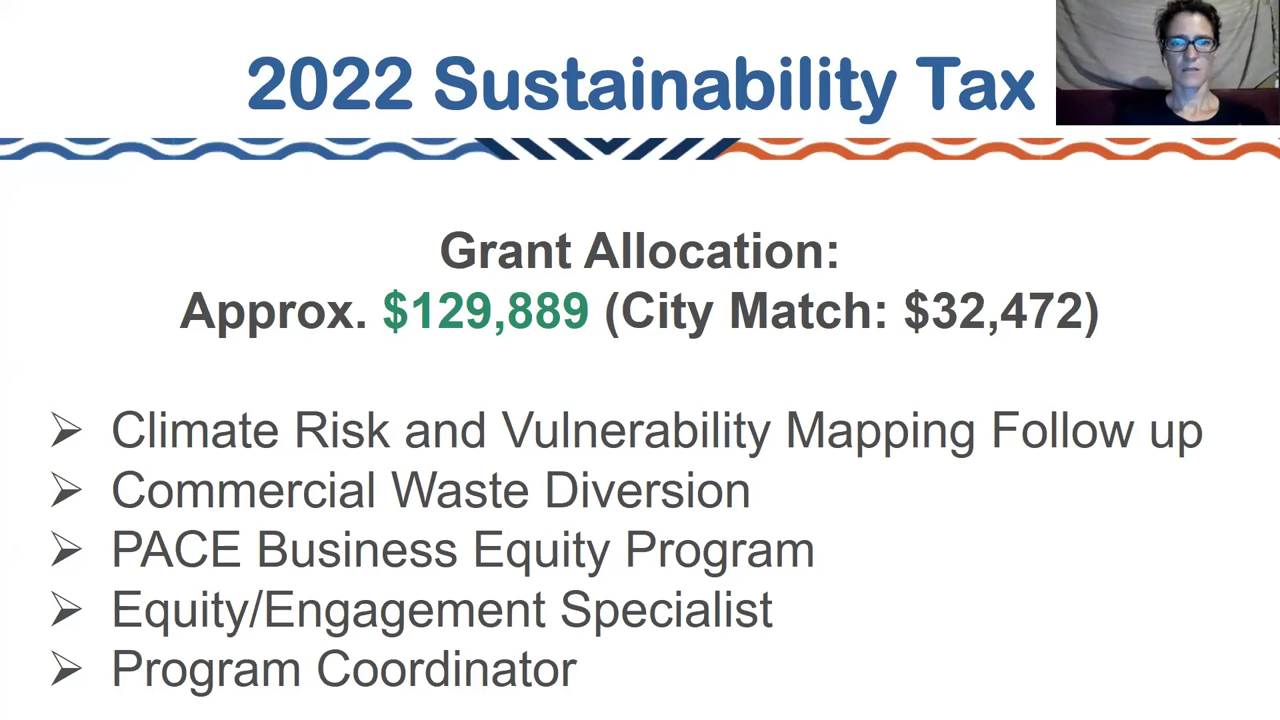 2022 Sustainability Tax
Grant Allocation:
Approx. $129,889 (City Match: $32,472)
Climate Risk and Vulnerability Mapping Follow up
Commercial Waste Diversion
PACE Business Equity Program
Equity/Engagement Specialist
Program Coordinator